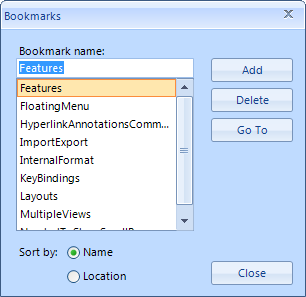 Bookmarks
Bookmark name:
Features
Features
FloatingMenu
HyperlinkAnnotationsComm...
ImportExport
InternalFormat
KeyBindings
Layouts
MultipleViews
Sort by:
Name
Location
Add
Delete
Go To
Close